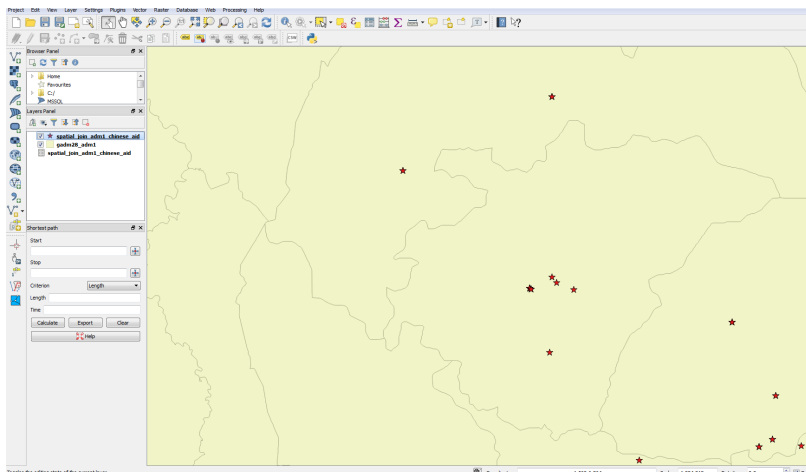 Project Edit View Layer Settings Plugins Vector Raster Database Web Processing Help
CSW
Browser Panel
Home
Favourites
C:/
MSSQL
Layers Panel
spatial_join_adm1_chinese_aid
gadm28_adm1
spatial_join_adm1_chinese_aid
Shortest path
Start
Stop
Criterion Length
Length
Time
Calculate Export Clear
Help